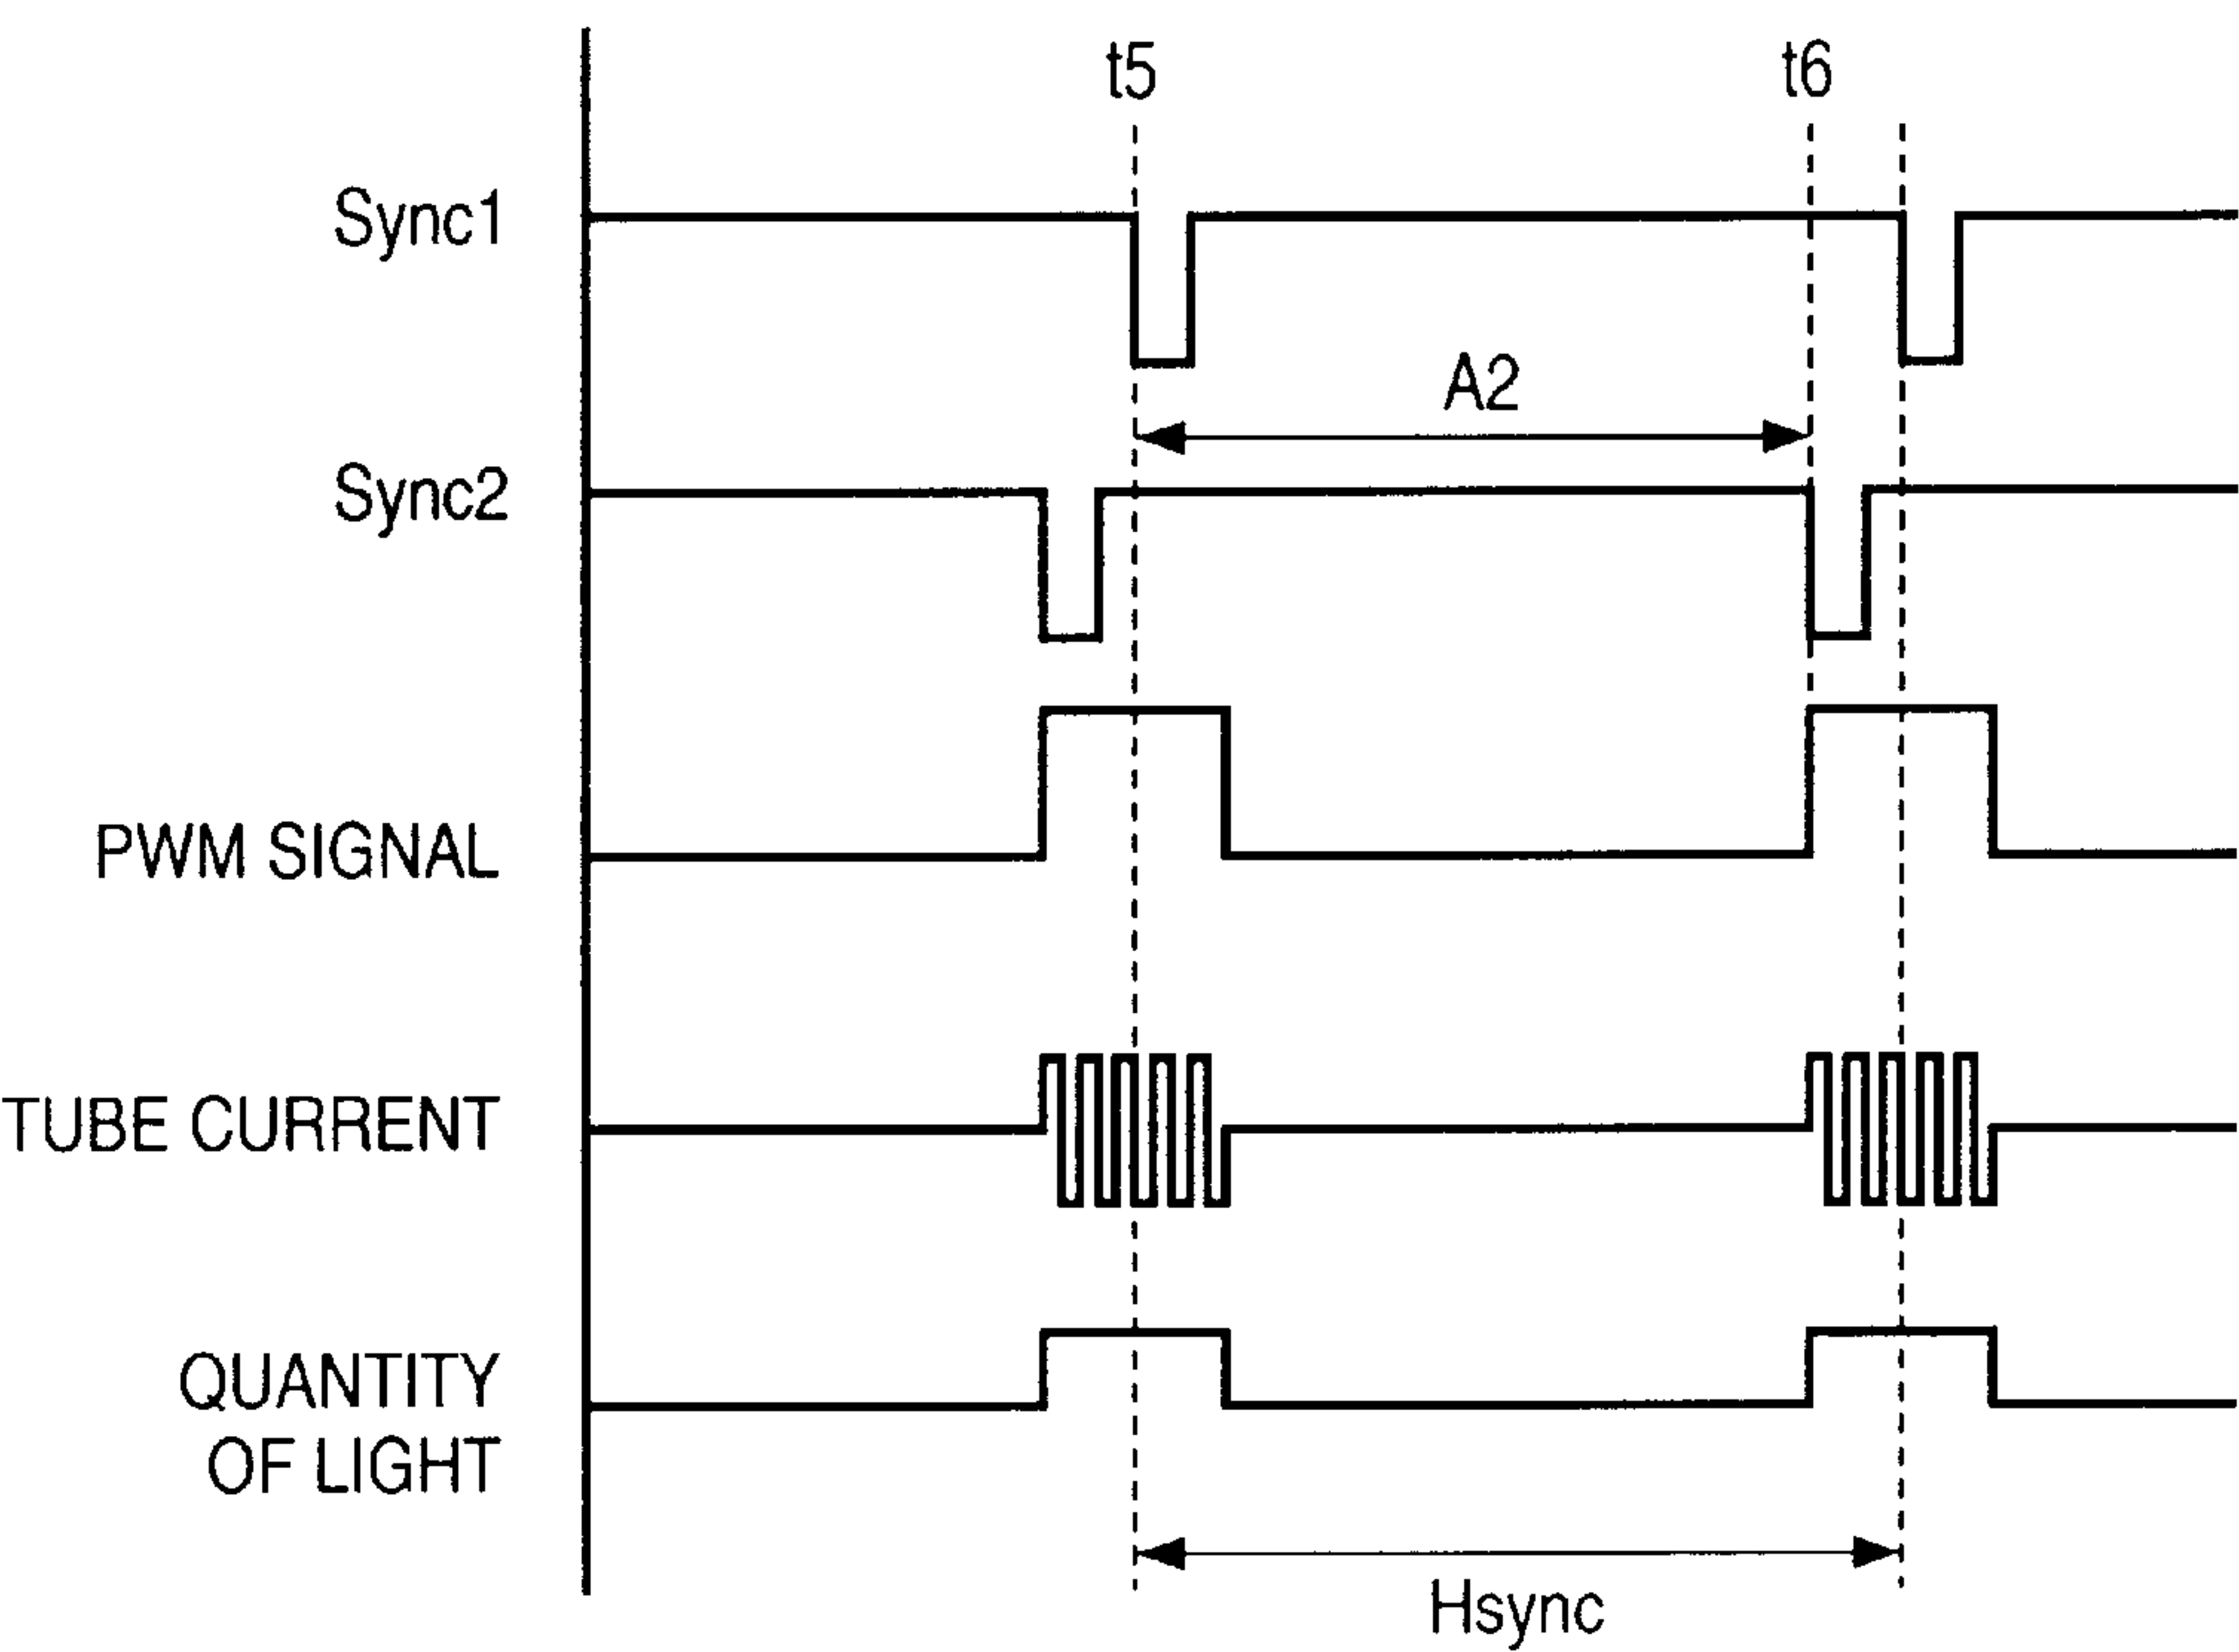 t5
t6
Sync1
A2
Sync2
PWM SIGNAL
TUBE CURRENT
QUANTITY
OF LIGHT
Hsync